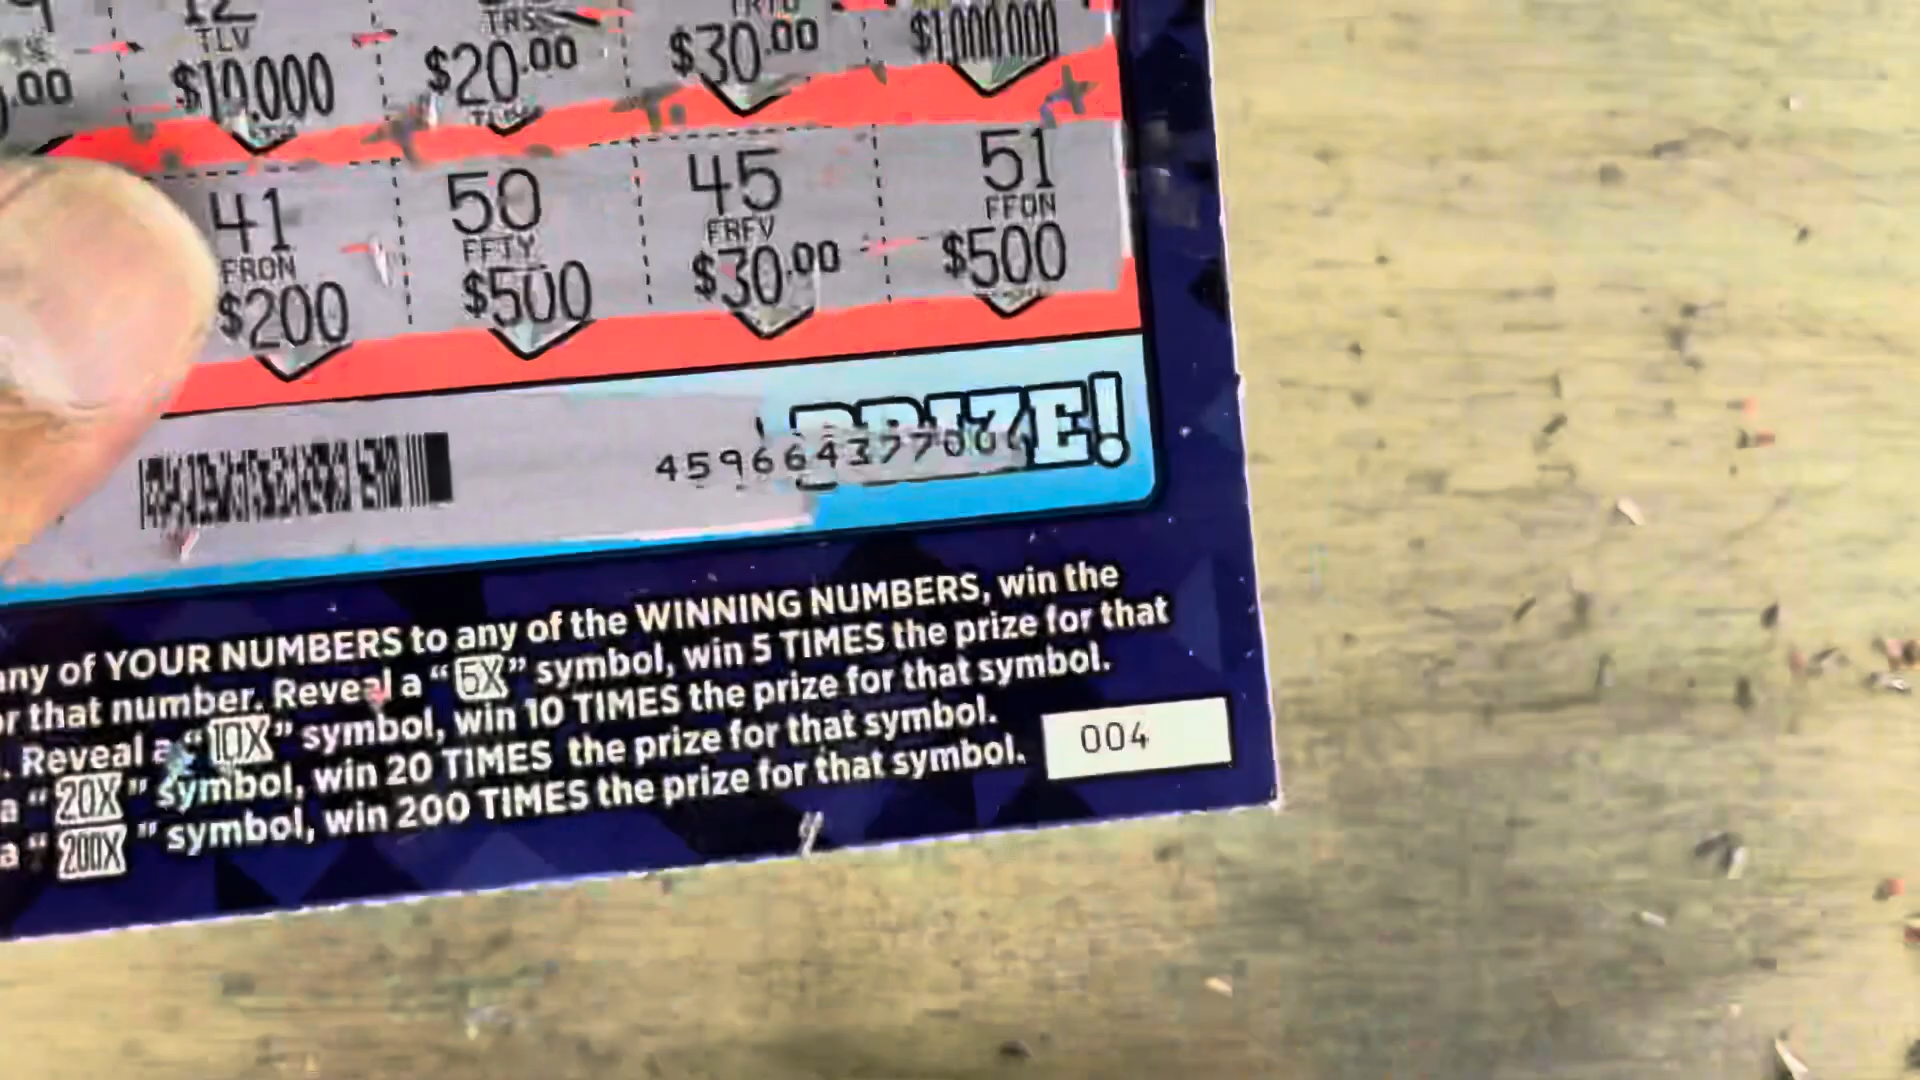 12
TLV
.00 $10,000 $20.00 $30.00 $1,000,000
41 50 45 51
FRON FFTY FRFV FFON
$200 $500 $30.00 $500
PRIZE!
any of YOUR NUMBERS to any of the WINNING NUMBERS, win the
or that number. Reveal a "5X" symbol, win 5 TIMES the prize for that
. Reveal a "10X" symbol, win 10 TIMES the prize for that symbol.
a "20X" symbol, win 20 TIMES the prize for that symbol.
a "200X" symbol, win 200 TIMES the prize for that symbol.
004